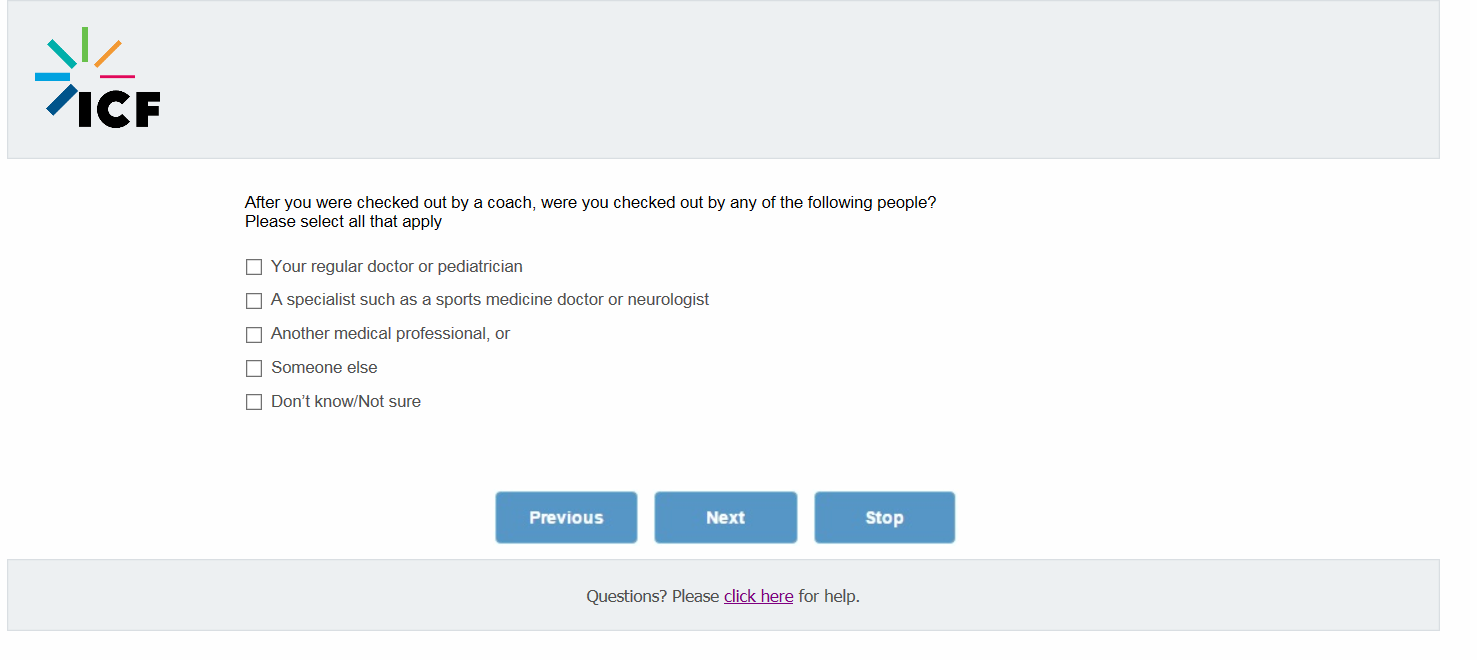 ICF
After you were checked out by a coach, were you checked out by any of the following people?
Please select all that apply
Your regular doctor or pediatrician
A specialist such as a sports medicine doctor or neurologist
Another medical professional, or
Someone else
Don’t know/Not sure
Previous Next Stop
Questions? Please click here for help.